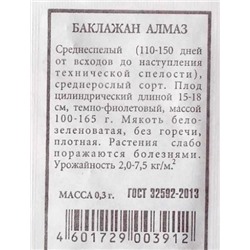 БАКЛАЖАН АЛМАЗ
Среднеспелый (110-150 дней
от всходов до наступления
технической спелости),
среднерослый сорт. Плод
цилиндрический длиной 15-18
см, темно-фиолетовый, массой
100-165 г. Мякоть бело-
зеленоватая, без горечи,
плотная. Растения слабо
поражаются болезнями.
Урожайность 2,0-7,5 кг/м²
МАССА 0,3 г. ГОСТ 32592-2013
4 601729 003912